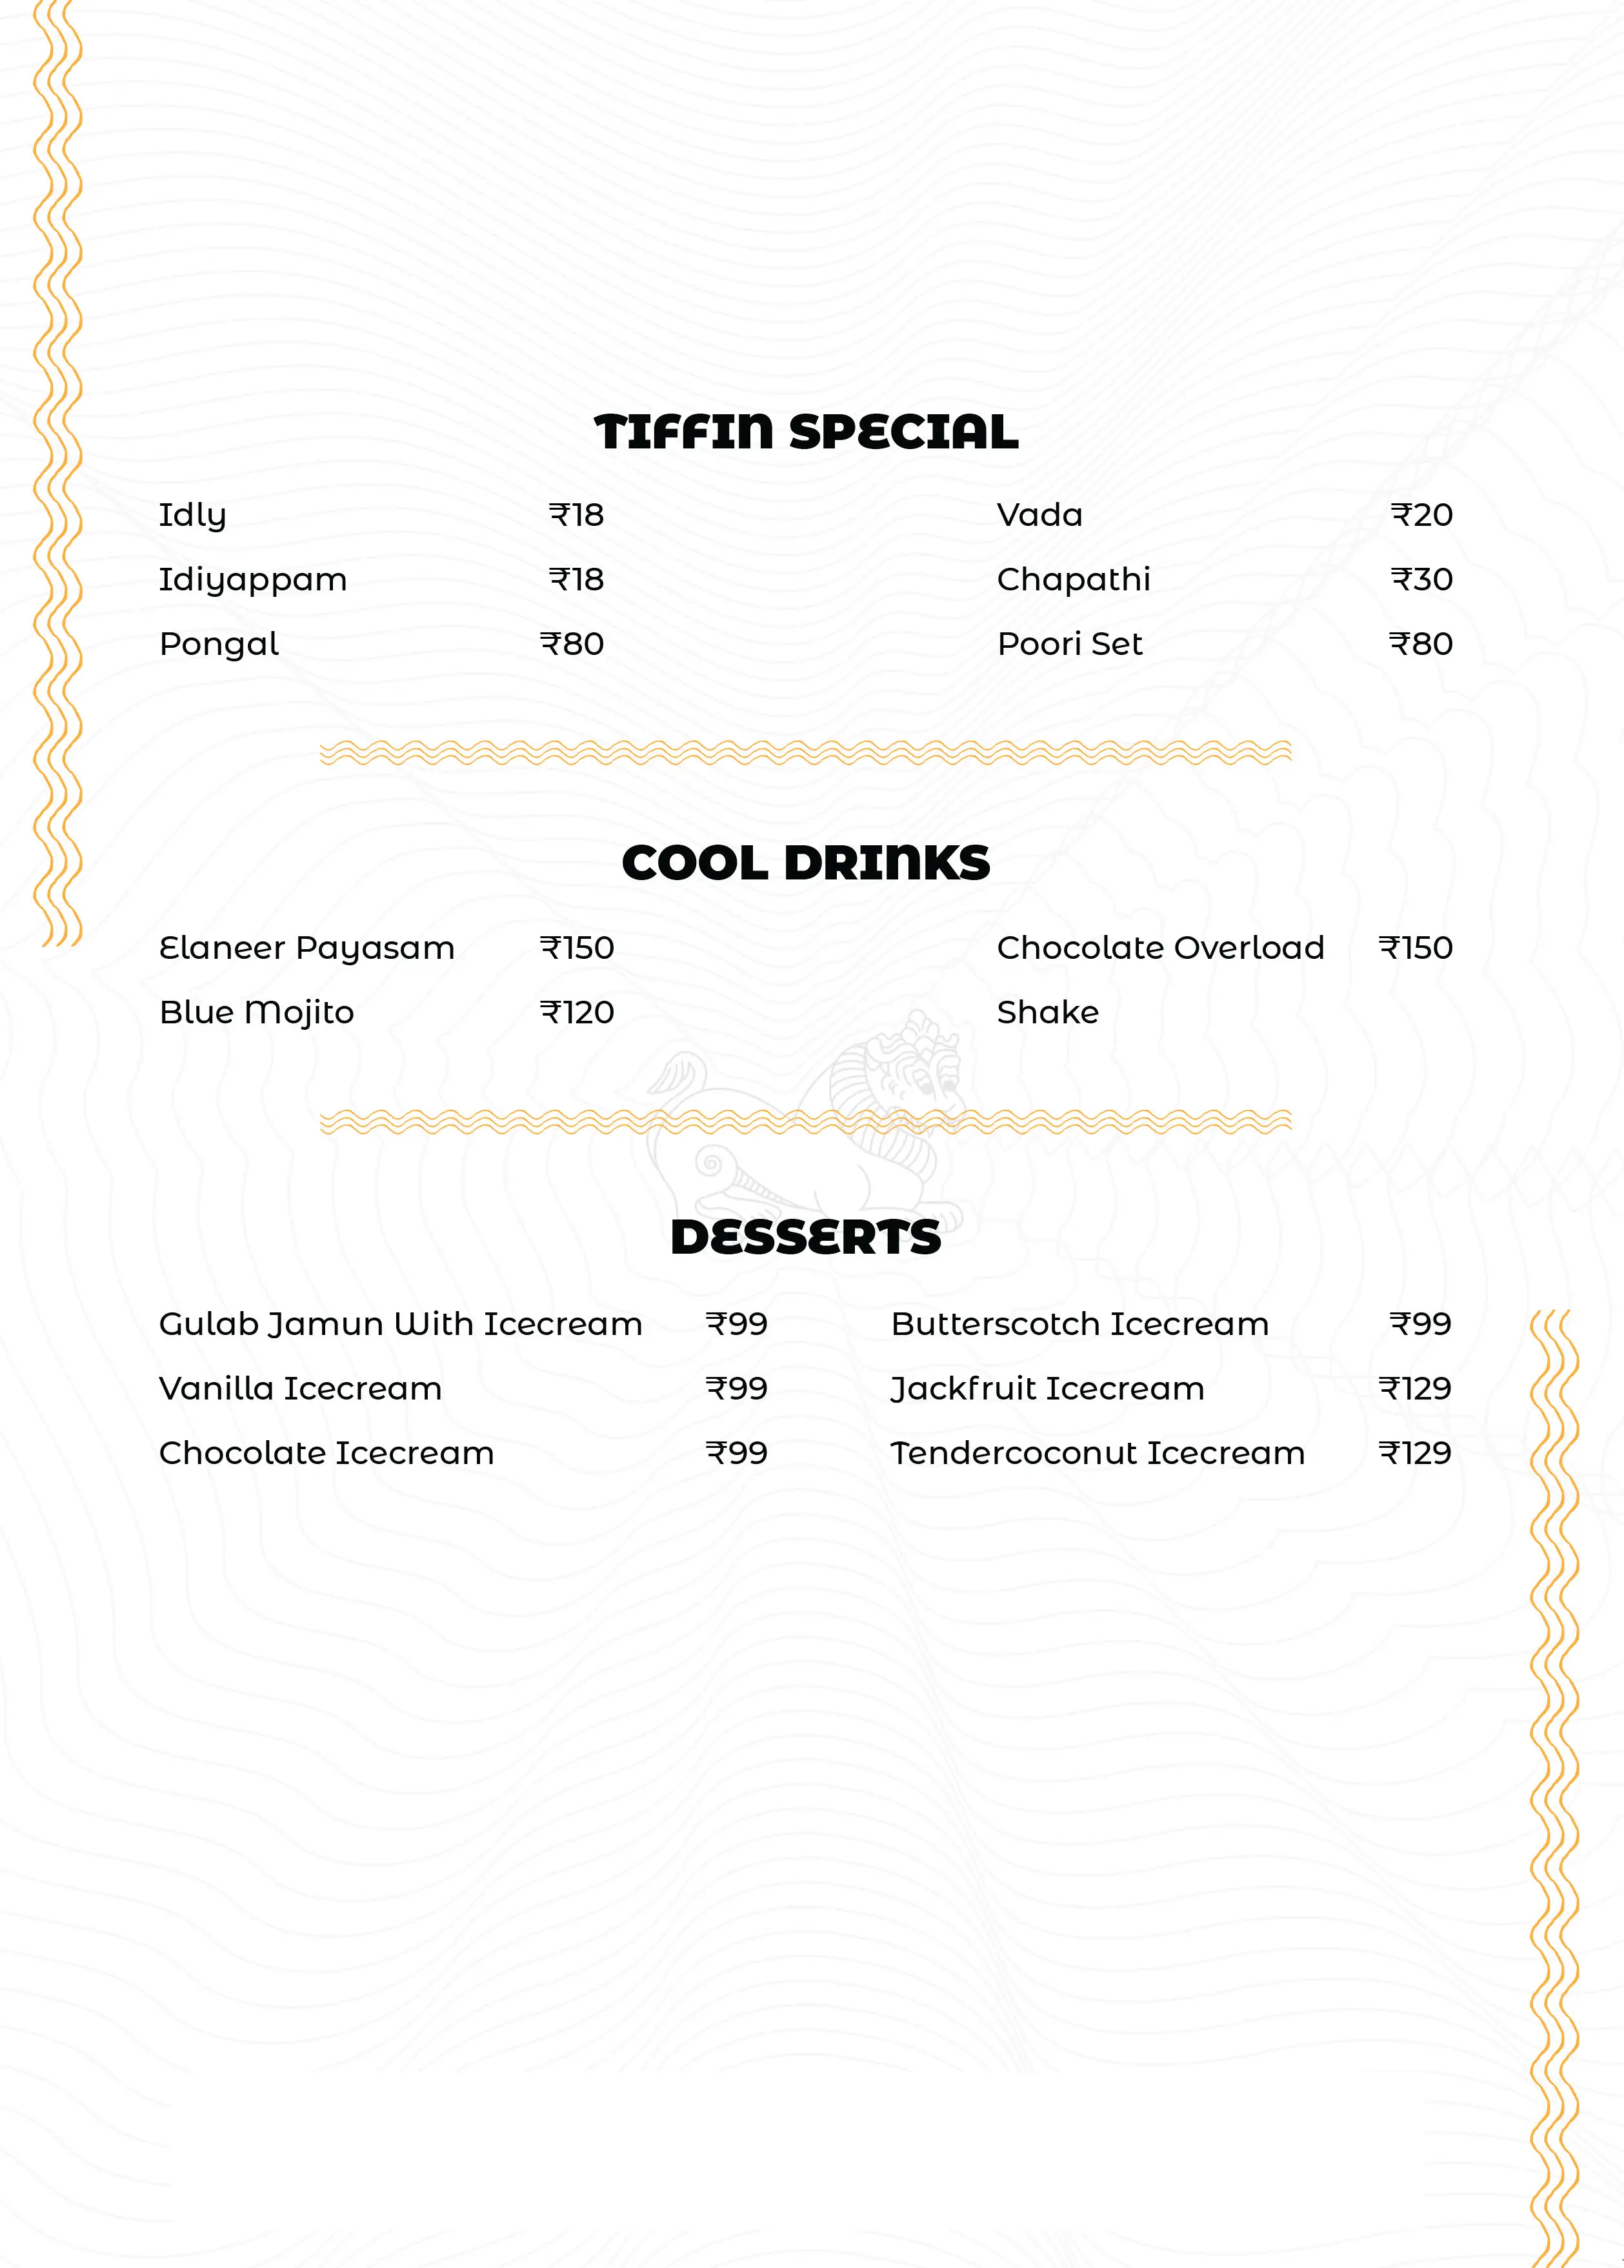 TIFFIN SPECIAL
Idly ₹18
Idiyappam ₹18
Pongal ₹80
Vada ₹20
Chapathi ₹30
Poori Set ₹80
COOL DRINKS
Elaneer Payasam ₹150
Blue Mojito ₹120
Chocolate Overload ₹150
Shake
DESSERTS
Gulab Jamun With Icecream ₹99
Vanilla Icecream ₹99
Chocolate Icecream ₹99
Butterscotch Icecream ₹99
Jackfruit Icecream ₹129
Tendercoconut Icecream ₹129